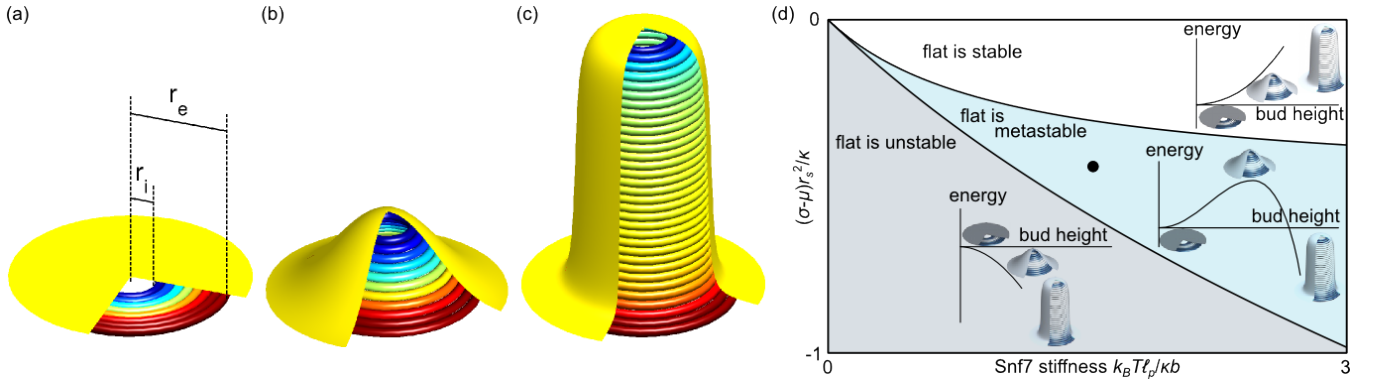 (a)
r_e
r_i
(b)
(c)
(d)
0
(σ-μ)r_s²/κ
-1
flat is stable
energy
bud height
flat is
metastable
flat is unstable
energy
bud height
energy
bud height
0
Snf7 stiffness k_BTℓ_p/κb
3